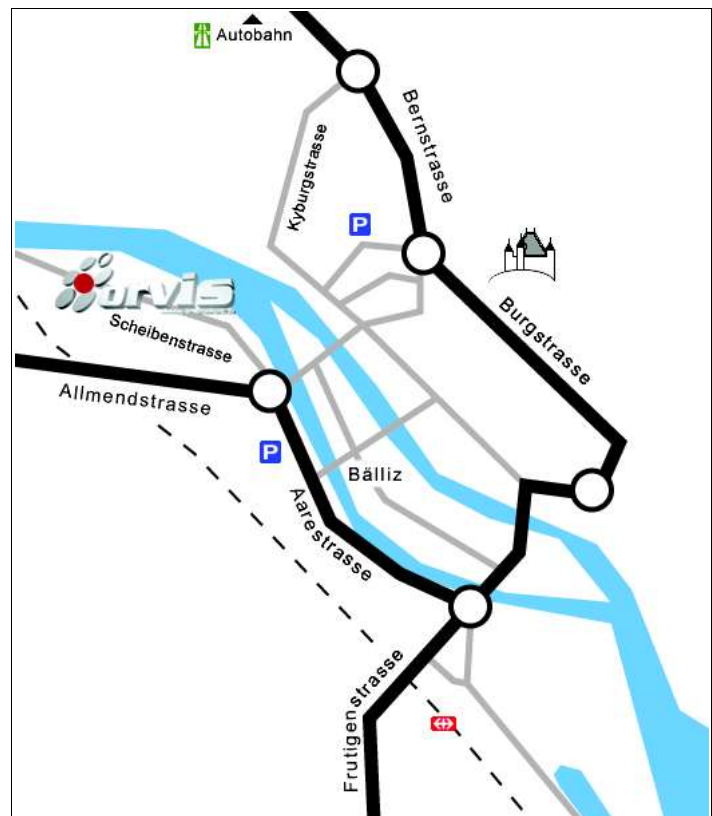 Autobahn
Bernstrasse
Kyburgstrasse
P
orvis
Burgstrasse
Scheibenstrasse
Allmendstrasse
P
Bälliz
Aarestrasse
Frutigenstrasse